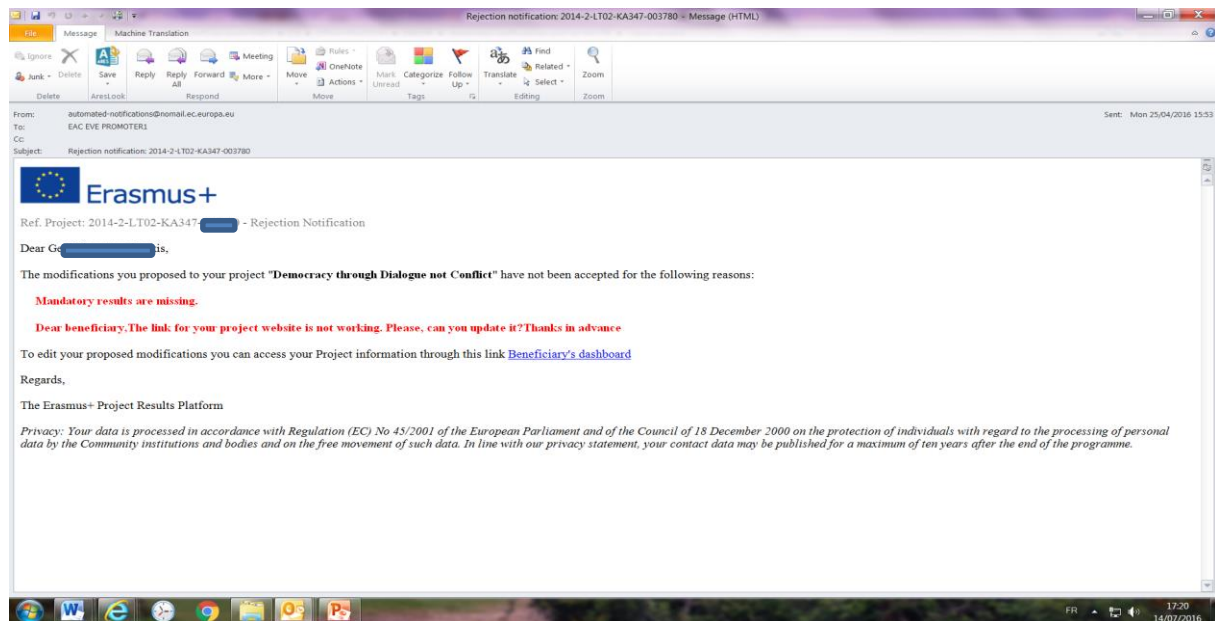 Rejection notification: 2014-2-LT02-KA347-003780 - Message (HTML)
File Message Machine Translation
Ignore
Junk
Delete
Save
Reply
Reply All
Forward
Meeting
More
Move
Rules
OneNote
Actions
Mark Unread
Categorize
Follow Up
Translate
Find
Related
Select
Zoom
Delete AresLook Respond Move Tags Editing Zoom
From: automated-notifications@nomail.ec.europa.eu Sent: Mon 25/04/2016 15:53
To: EAC EVE PROMOTER1
Cc:
Subject: Rejection notification: 2014-2-LT02-KA347-003780
Erasmus+
Ref. Project: 2014-2-LT02-KA347- - Rejection Notification
Dear Ge tis,
The modifications you proposed to your project "Democracy through Dialogue not Conflict" have not been accepted for the following reasons:
Mandatory results are missing.
Dear beneficiary,The link for your project website is not working. Please, can you update it?Thanks in advance
To edit your proposed modifications you can access your Project information through this link Beneficiary's dashboard
Regards,
The Erasmus+ Project Results Platform
Privacy: Your data is processed in accordance with Regulation (EC) No 45/2001 of the European Parliament and of the Council of 18 December 2000 on the protection of individuals with regard to the processing of personal
data by the Community institutions and bodies and on the free movement of such data. In line with our privacy statement, your contact data may be published for a maximum of ten years after the end of the programme.
FR 17:20
14/07/2016